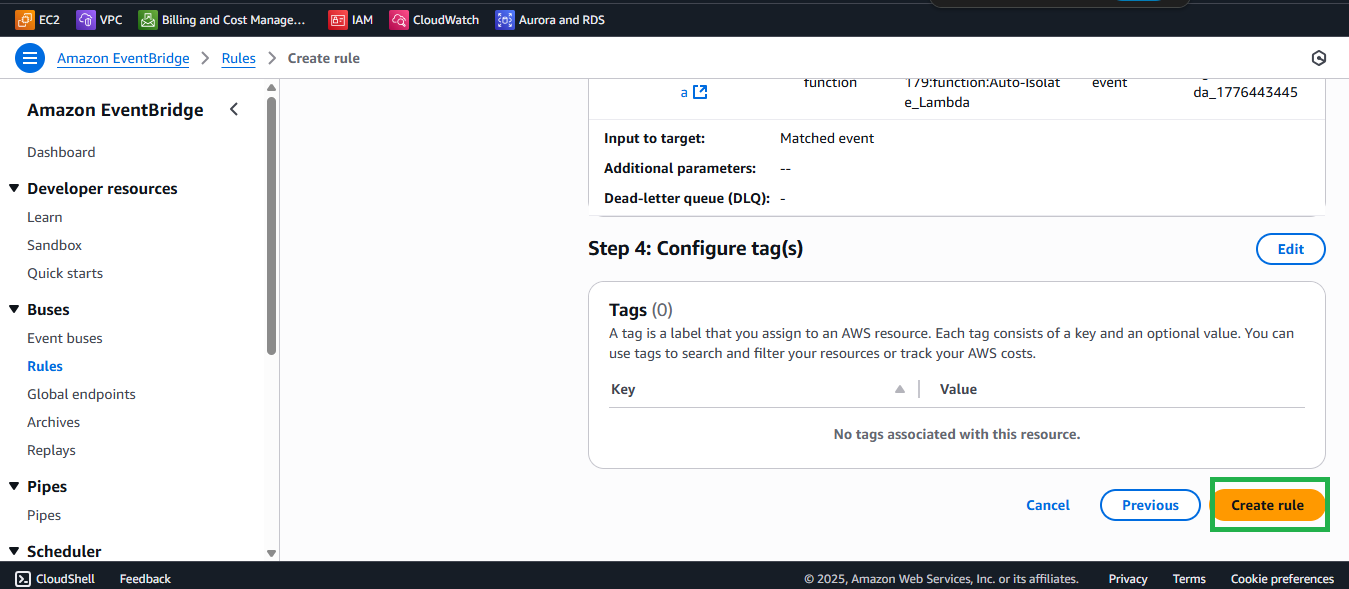 EC2 VPC Billing and Cost Manage... IAM CloudWatch Aurora and RDS
Amazon EventBridge > Rules > Create rule
Amazon EventBridge
Dashboard
Developer resources
Learn
Sandbox
Quick starts
Buses
Event buses
Rules
Global endpoints
Archives
Replays
Pipes
Pipes
Scheduler
function 179:function:Auto-Isolat event
a e_Lambda da_1776443445
Input to target: Matched event
Additional parameters: --
Dead-letter queue (DLQ): -
Step 4: Configure tag(s) Edit
Tags (0)
A tag is a label that you assign to an AWS resource. Each tag consists of a key and an optional value. You can
use tags to search and filter your resources or track your AWS costs.
Key Value
No tags associated with this resource.
Cancel Previous Create rule
CloudShell Feedback © 2025, Amazon Web Services, Inc. or its affiliates. Privacy Terms Cookie preferences